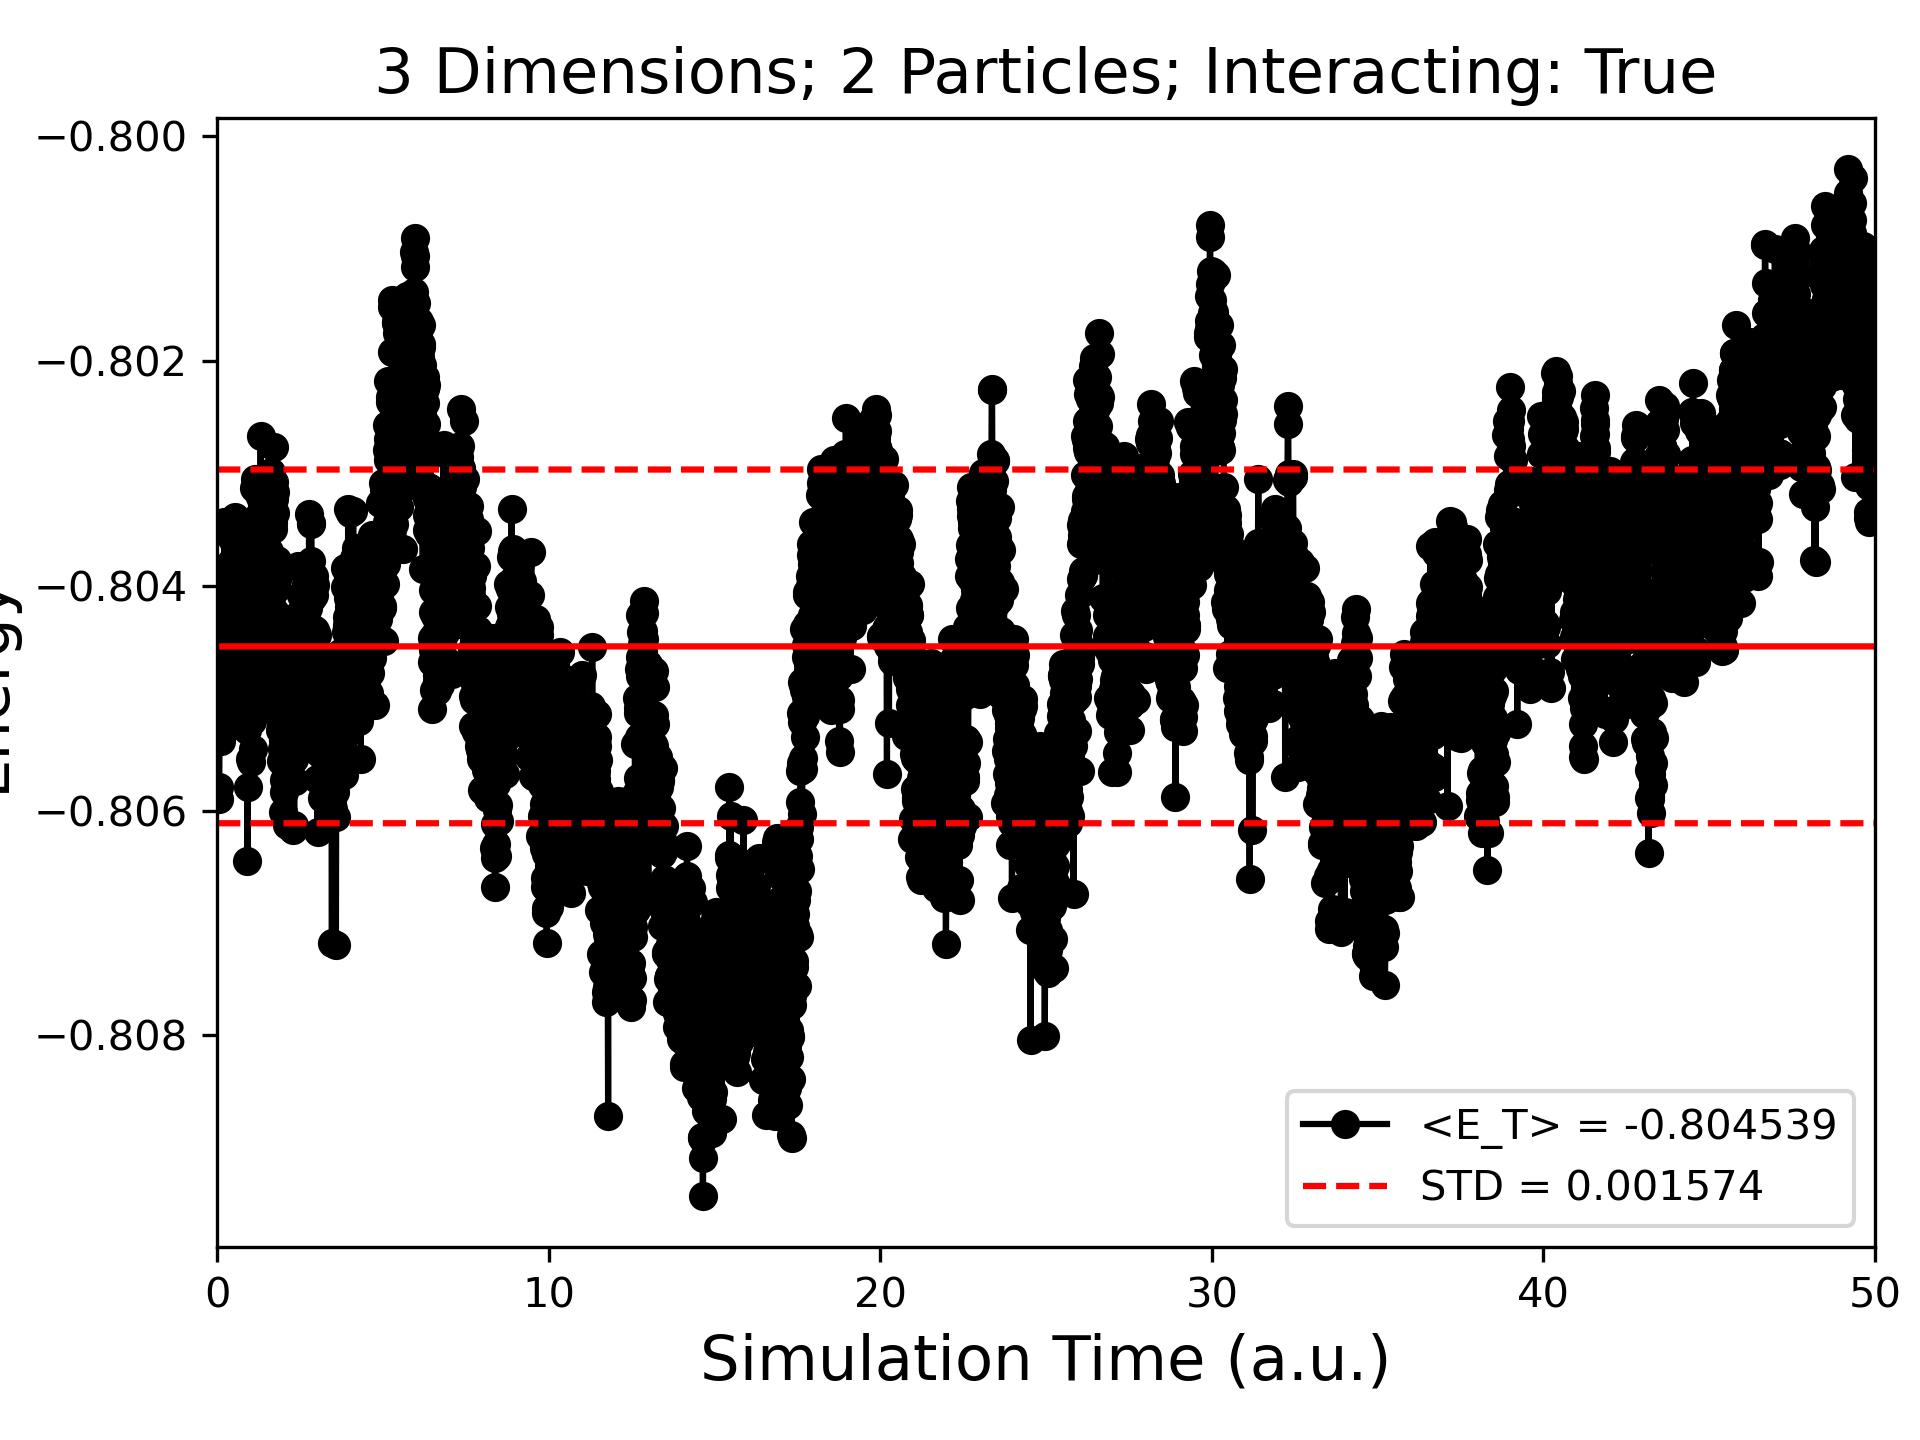 3 Dimensions; 2 Particles; Interacting: True
−0.800
−0.802
−0.804
−0.806
−0.808
Energy
<E_T> = -0.804539
STD = 0.001574
0 10 20 30 40 50
Simulation Time (a.u.)